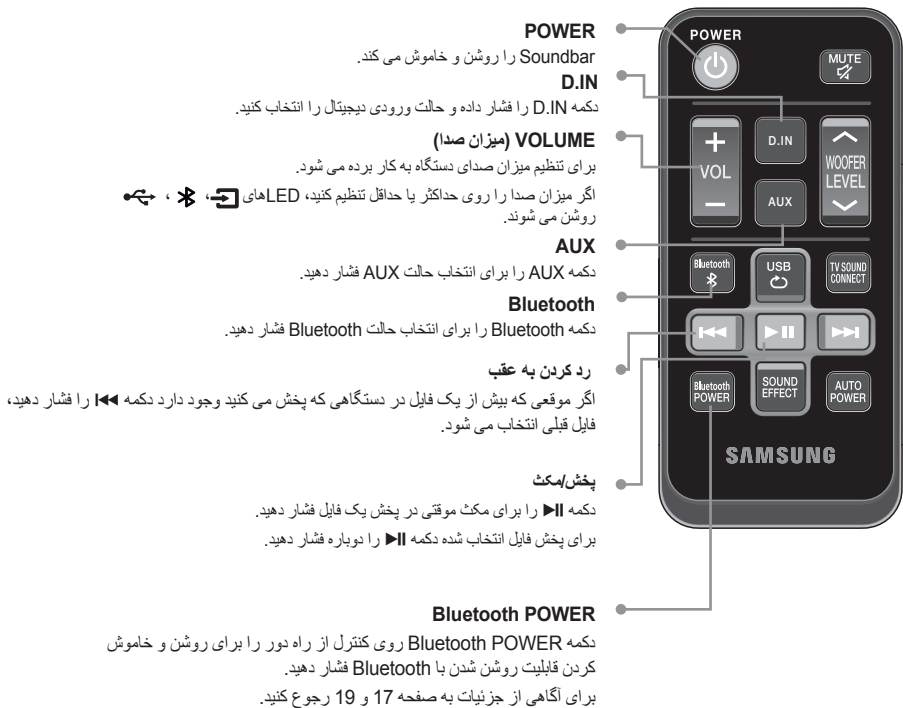 POWER
Soundbar را روشن و خاموش می کند.
D.IN
دکمه D.IN را فشار داده و حالت ورودی دیجیتال را انتخاب کنید.
VOLUME (میزان صدا)
برای تنظیم میزان صدای دستگاه به کار برده می شود.
اگر میزان صدا را روی حداکثر یا حداقل تنظیم کنید، LEDهای ، ،
روشن می شوند.
AUX
دکمه AUX را برای انتخاب حالت AUX فشار دهید.
Bluetooth
دکمه Bluetooth را برای انتخاب حالت Bluetooth فشار دهید.
رد کردن به عقب
اگر موقعی که بیش از یک فایل در دستگاهی که پخش می کنید وجود دارد دکمه ⏮ را فشار دهید،
فایل قبلی انتخاب می شود.
پخش/مکث
دکمه ⏯ را برای مکث موقتی در پخش یک فایل فشار دهید.
برای پخش فایل انتخاب شده دکمه ⏯ را دوباره فشار دهید.
Bluetooth POWER
دکمه Bluetooth POWER روی کنترل از راه دور را برای روشن و خاموش
کردن قابلیت روشن شدن با Bluetooth فشار دهید.
برای آگاهی از جزئیات به صفحه 17 و 19 رجوع کنید.
POWER
MUTE
+
VOL
−
D.IN
AUX
WOOFER
LEVEL
Bluetooth
USB
TV SOUND
CONNECT
Bluetooth
POWER
SOUND
EFFECT
AUTO
POWER
SAMSUNG